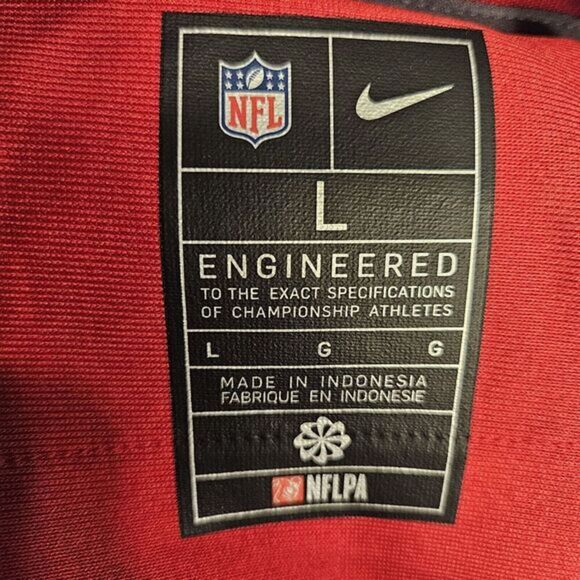 NFL
L
ENGINEERED
TO THE EXACT SPECIFICATIONS
OF CHAMPIONSHIP ATHLETES
L G G
MADE IN INDONESIA
FABRIQUE EN INDONESIE
NFLPA